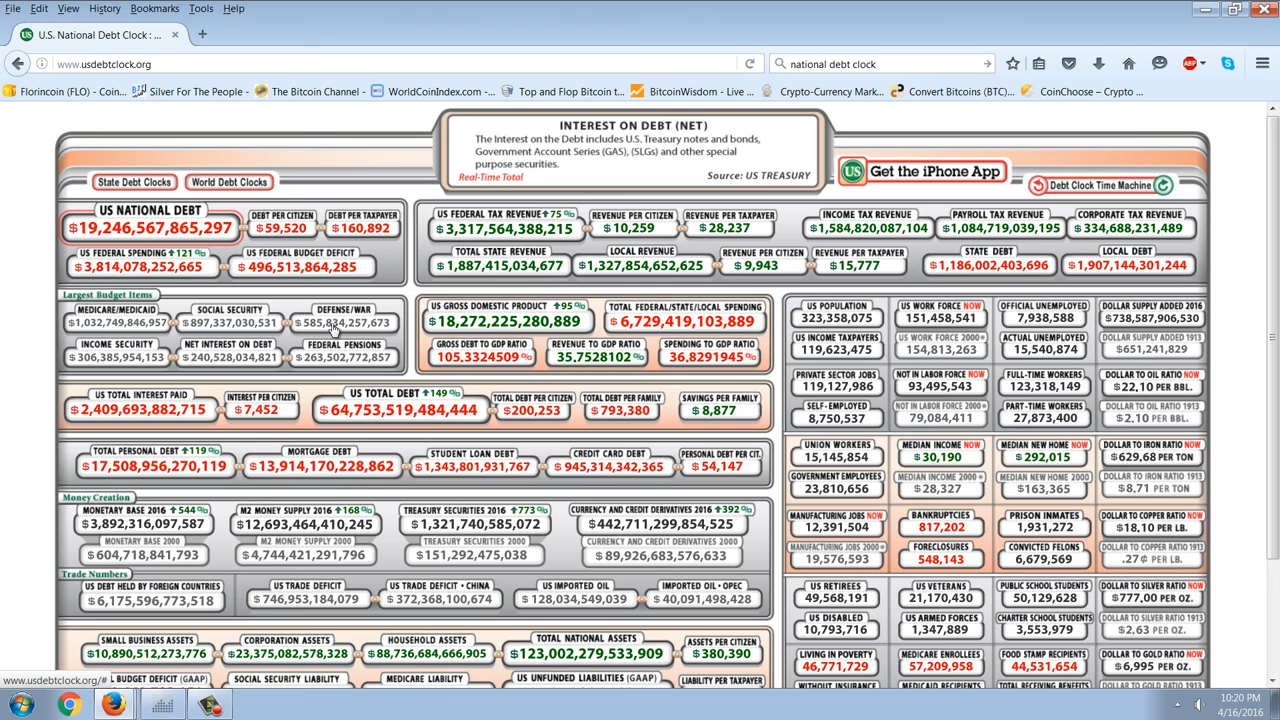 File Edit View History Bookmarks Tools Help
U.S. National Debt Clock : ...
www.usdebtclock.org
national debt clock
Florincoin (FLO) - Coin...
Silver For The People -
The Bitcoin Channel -
WorldCoinIndex.com -...
Top and Flop Bitcoin t...
BitcoinWisdom - Live ...
Crypto-Currency Mark...
Convert Bitcoins (BTC)...
CoinChoose – Crypto ...
INTEREST ON DEBT (NET)
The Interest on the Debt includes U.S. Treasury notes and bonds,
Government Account Series (GAS), (SLGs) and other special
purpose securities.
Real-Time Total Source: US TREASURY
State Debt Clocks World Debt Clocks
US Get the iPhone App
Debt Clock Time Machine
US NATIONAL DEBT
$19,246,567,865,297
DEBT PER CITIZEN
$59,520
DEBT PER TAXPAYER
$160,892
US FEDERAL SPENDING 121 %
$3,814,078,252,665
US FEDERAL BUDGET DEFICIT
$496,513,864,285
US FEDERAL TAX REVENUE 75 %
$3,317,564,388,215
REVENUE PER CITIZEN
$10,259
REVENUE PER TAXPAYER
$28,237
INCOME TAX REVENUE
$1,584,820,087,104
PAYROLL TAX REVENUE
$1,084,719,039,195
CORPORATE TAX REVENUE
$334,688,231,489
TOTAL STATE REVENUE
$1,887,415,034,677
LOCAL REVENUE
$1,327,854,652,625
REVENUE PER CITIZEN
$9,943
REVENUE PER TAXPAYER
$15,777
STATE DEBT
$1,186,002,403,696
LOCAL DEBT
$1,907,144,301,244
Largest Budget Items
MEDICARE/MEDICAID
$1,032,749,846,957
SOCIAL SECURITY
$897,337,030,531
DEFENSE/WAR
INCOME SECURITY
$306,385,954,153
NET INTEREST ON DEBT
$240,528,034,821
FEDERAL PENSIONS
$263,502,772,857
US GROSS DOMESTIC PRODUCT 95 %
$18,272,225,280,889
TOTAL FEDERAL/STATE/LOCAL SPENDING
$6,729,419,103,889
GROSS DEBT TO GDP RATIO
105.3324509 %
REVENUE TO GDP RATIO
35.7528102 %
SPENDING TO GDP RATIO
36.8291945 %
US TOTAL INTEREST PAID
$2,409,693,882,715
INTEREST PER CITIZEN
$7,452
US TOTAL DEBT 149 %
$64,753,519,484,444
TOTAL DEBT PER CITIZEN
$200,253
TOTAL DEBT PER FAMILY
$793,380
SAVINGS PER FAMILY
$8,877
TOTAL PERSONAL DEBT 119 %
$17,508,956,270,119
MORTGAGE DEBT
$13,914,170,228,862
STUDENT LOAN DEBT
$1,343,801,931,767
CREDIT CARD DEBT
$945,314,342,365
PERSONAL DEBT PER CIT.
$54,147
Money Creation
MONETARY BASE 2016 544 %
$3,892,316,097,587
M2 MONEY SUPPLY 2016 168 %
$12,693,464,410,245
TREASURY SECURITIES 2016 773 %
$1,321,740,525,072
CURRENCY AND CREDIT DERIVATIVES 2016 392 %
$442,711,299,854,525
MONETARY BASE 2000
$604,718,841,793
M2 MONEY SUPPLY 2000
$4,744,421,291,796
TREASURY SECURITIES 2000
$151,292,475,038
CURRENCY AND CREDIT DERIVATIVES 2000
$89,926,683,576,633
Trade Numbers
US DEBT HELD BY FOREIGN COUNTRIES
$6,175,596,773,518
US TRADE DEFICIT
$746,953,184,079
US TRADE DEFICIT • CHINA
$372,368,100,674
US IMPORTED OIL
$128,034,549,039
IMPORTED OIL • OPEC
$40,091,498,428
SMALL BUSINESS ASSETS
$10,890,512,273,776
CORPORATION ASSETS
$23,375,082,578,328
HOUSEHOLD ASSETS
$88,736,684,666,905
TOTAL NATIONAL ASSETS
$123,002,279,533,909
ASSETS PER CITIZEN
$380,390
US POPULATION
323,358,075
US WORK FORCE NOW
151,458,541
OFFICIAL UNEMPLOYED
7,938,588
DOLLAR SUPPLY ADDED 2016
$738,587,906,530
US INCOME TAXPAYERS
119,623,475
US WORK FORCE 2000
154,813,263
ACTUAL UNEMPLOYED
15,540,874
DOLLAR SUPPLY ADDED 1913
$651,241,829
PRIVATE SECTOR JOBS
119,127,986
NOT IN LABOR FORCE NOW
93,495,543
FULL-TIME WORKERS
123,318,149
DOLLAR TO OIL RATIO NOW
$22.10 PER BBL.
SELF-EMPLOYED
8,750,537
NOT IN LABOR FORCE 2000
79,084,411
PART-TIME WORKERS
27,873,400
DOLLAR TO OIL RATIO 1913
$2.10 PER BBL.
UNION WORKERS
15,145,854
MEDIAN INCOME NOW
$30,190
MEDIAN NEW HOME NOW
$292,015
DOLLAR TO IRON RATIO NOW
$629.68 PER TON
GOVERNMENT EMPLOYEES
23,810,656
MEDIAN INCOME 2000
$28,327
MEDIAN NEW HOME 2000
$163,365
DOLLAR TO IRON RATIO 1913
$8.71 PER TON
MANUFACTURING JOBS NOW
12,391,504
BANKRUPTCIES
817,202
PRISON INMATES
1,931,272
DOLLAR TO COPPER RATIO NOW
$18.10 PER LB.
MANUFACTURING JOBS 2000
19,576,593
FORECLOSURES
548,143
CONVICTED FELONS
6,679,569
DOLLAR TO COPPER RATIO 1913
.27¢ PER LB.
US RETIREES
49,568,191
US VETERANS
21,170,430
PUBLIC SCHOOL STUDENTS
50,129,628
DOLLAR TO SILVER RATIO NOW
$777.00 PER OZ.
US DISABLED
10,793,716
US ARMED FORCES
1,347,889
CHARTER SCHOOL STUDENTS
3,553,979
DOLLAR TO SILVER RATIO 1913
$2.63 PER OZ.
LIVING IN POVERTY
46,771,729
MEDICARE ENROLLEES
57,209,958
FOOD STAMP RECIPIENTS
44,531,654
DOLLAR TO GOLD RATIO NOW
$6,995 PER OZ.
www.usdebtclock.org/#
L BUDGET DEFICIT (GAAP)
SOCIAL SECURITY LIABILITY
MEDICARE LIABILITY
US UNFUNDED LIABILITIES (GAAP)
LIABILITY PER TAXPAYER
WITHOUT INSURANCE
MEDICAID RECIPIENTS
DOLLAR TO GOLD RATIO 1913
10:20 PM
4/16/2016